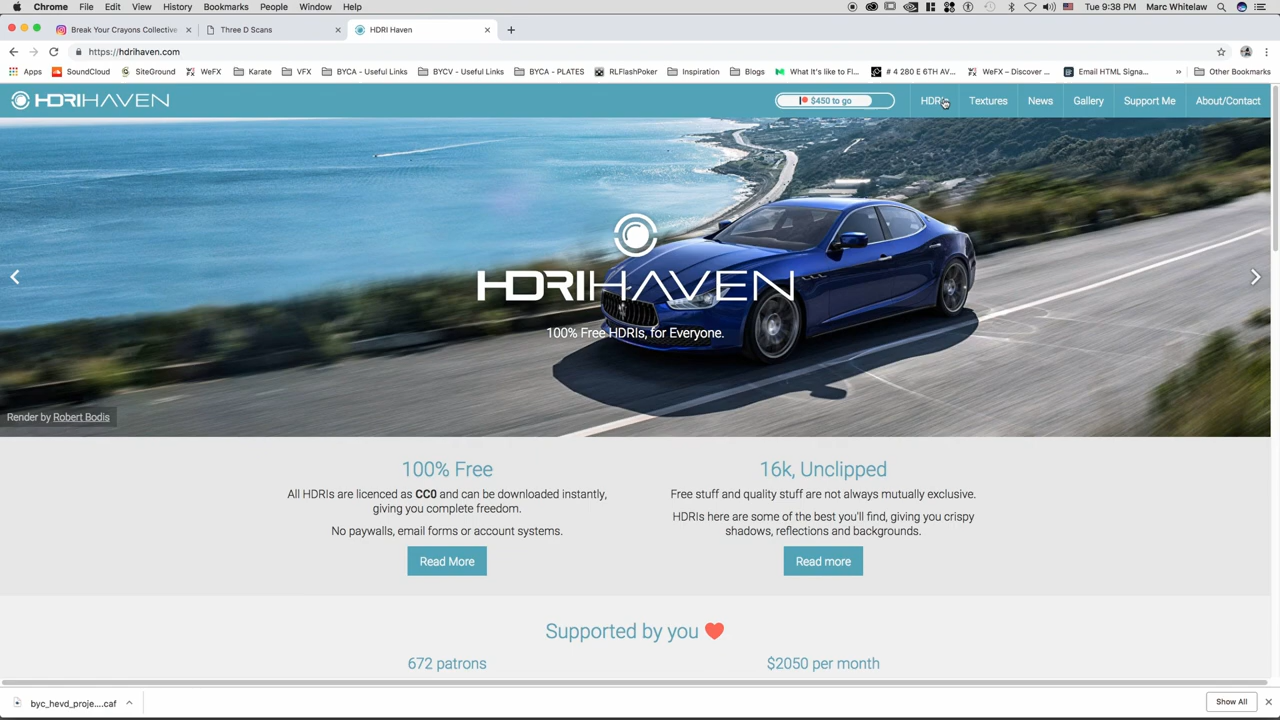 Chrome File Edit View History Bookmarks People Window Help Tue 9:38 PM Marc Whitelaw
Break Your Crayons Collective Three D Scans HDRI Haven
https://hdrihaven.com
Apps SoundCloud SiteGround WeFX Karate VFX BYCA - Useful Links BYCV - Useful Links BYCA - PLATES RLFlashPoker Inspiration Blogs What It's like to Fl... # 4 280 E 6TH AV... WeFX – Discover ... Email HTML Signa... » Other Bookmarks
HDRIHAVEN $450 to go HDRIs Textures News Gallery Support Me About/Contact
HDRIHAVEN
100% Free HDRIs, for Everyone.
Render by Robert Bodis
100% Free
All HDRIs are licenced as CC0 and can be downloaded instantly,
giving you complete freedom.
No paywalls, email forms or account systems.
Read More
16k, Unclipped
Free stuff and quality stuff are not always mutually exclusive.
HDRIs here are some of the best you'll find, giving you crispy
shadows, reflections and backgrounds.
Read more
Supported by you
672 patrons
$2050 per month
byc_hevd_proje....caf Show All